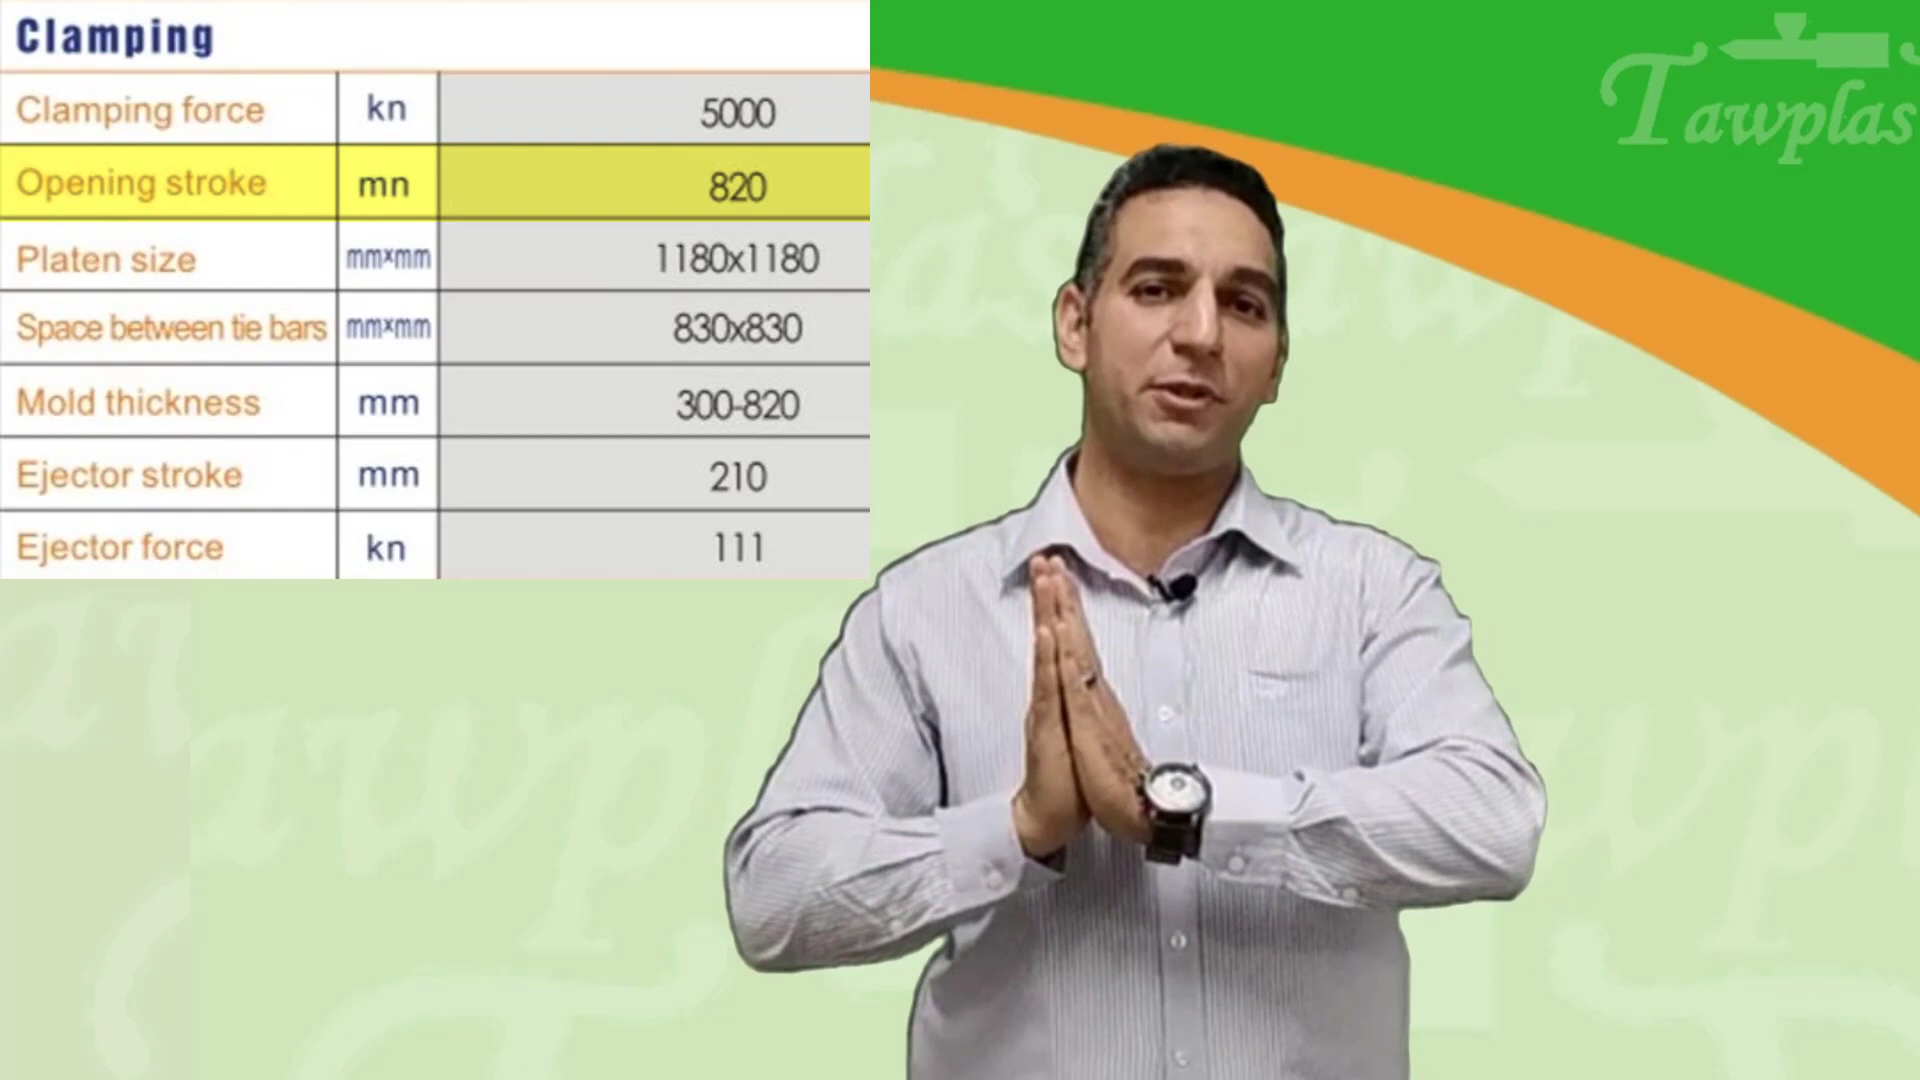 Clamping
Clamping force kn 5000
Opening stroke mn 820
Platen size mm×mm 1180x1180
Space between tie bars mm×mm 830x830
Mold thickness mm 300-820
Ejector stroke mm 210
Ejector force kn 111
Tawplas